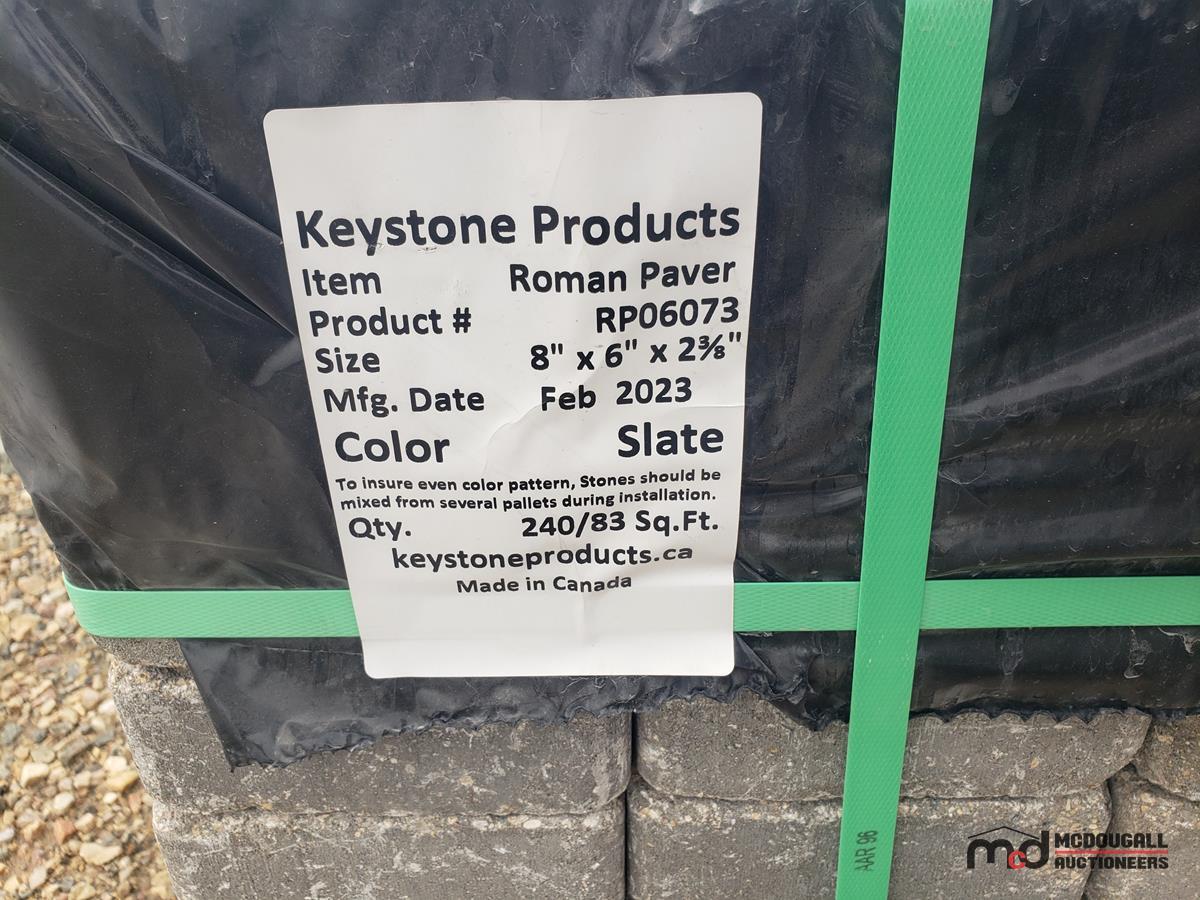 Keystone Products
Item Roman Paver
Product # RP06073
Size 8" x 6" x 2⅜"
Mfg. Date Feb 2023
Color Slate
To insure even color pattern, Stones should be
mixed from several pallets during installation.
Qty. 240/83 Sq.Ft.
keystoneproducts.ca
Made in Canada
AAR 96
mcd MCDOUGALL
AUCTIONEERS